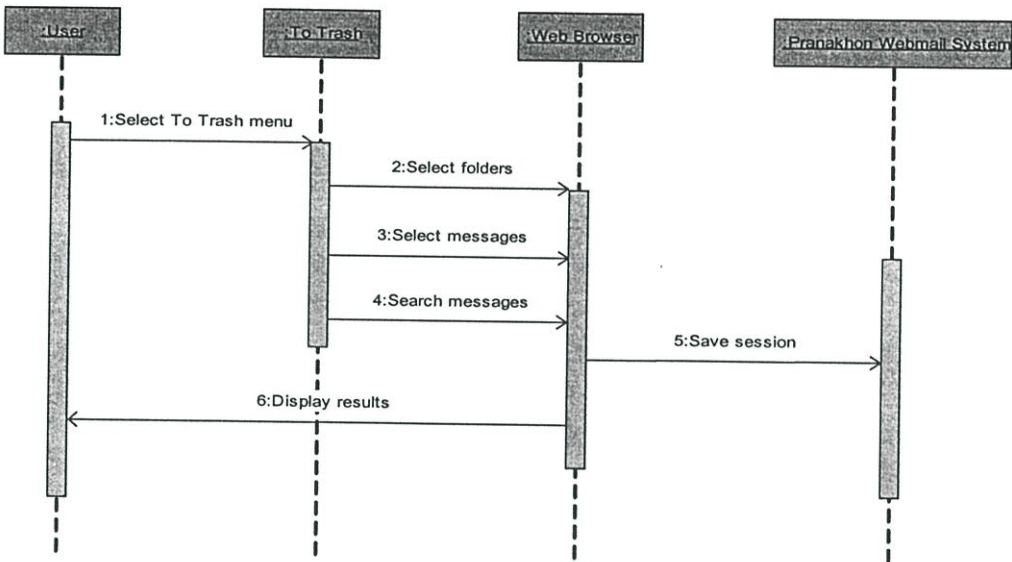 :User
:To Trash
:Web Browser
:Pranakhon Webmail System
1:Select To Trash menu
2:Select folders
3:Select messages
4:Search messages
5:Save session
6:Display results